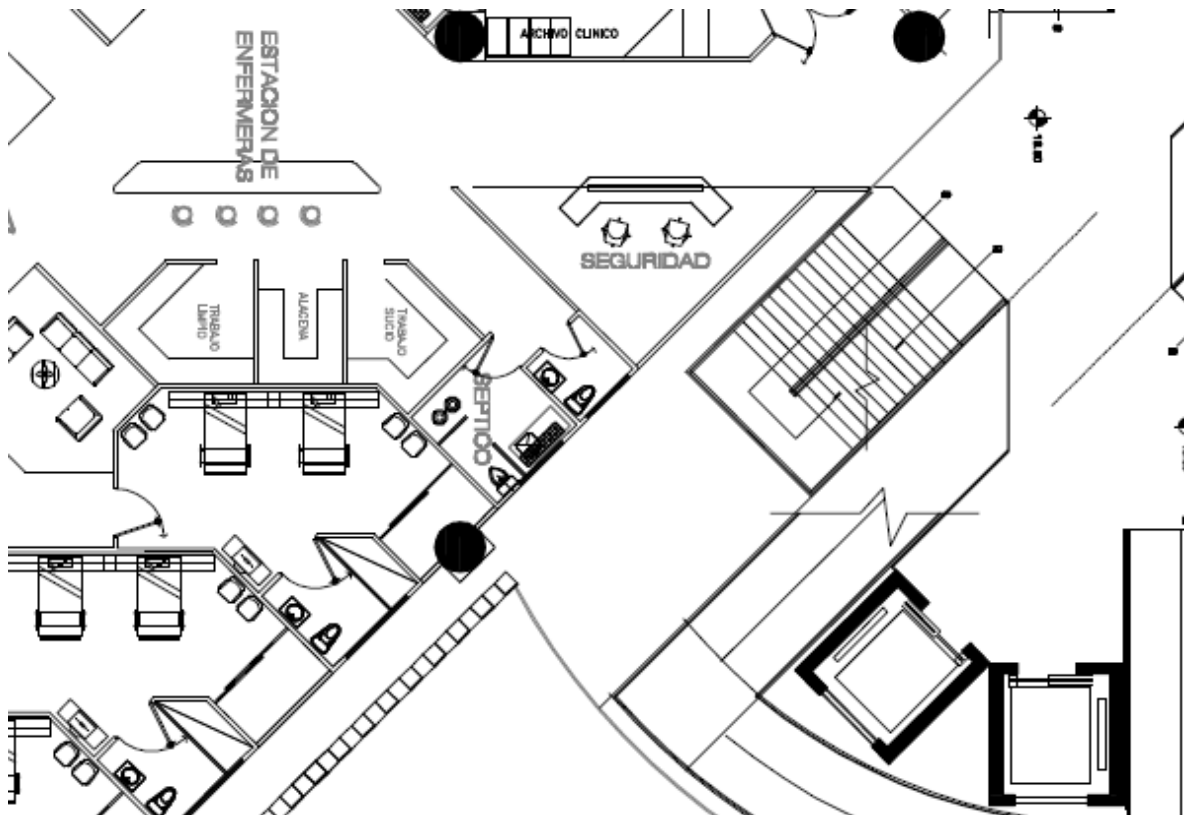 ARCHIVO CLINICO
ESTACION DE
ENFERMERAS
SEGURIDAD
TRABAJO
LIMPIO
ALACENA
TRABAJO
SUCIO
SEPTICO